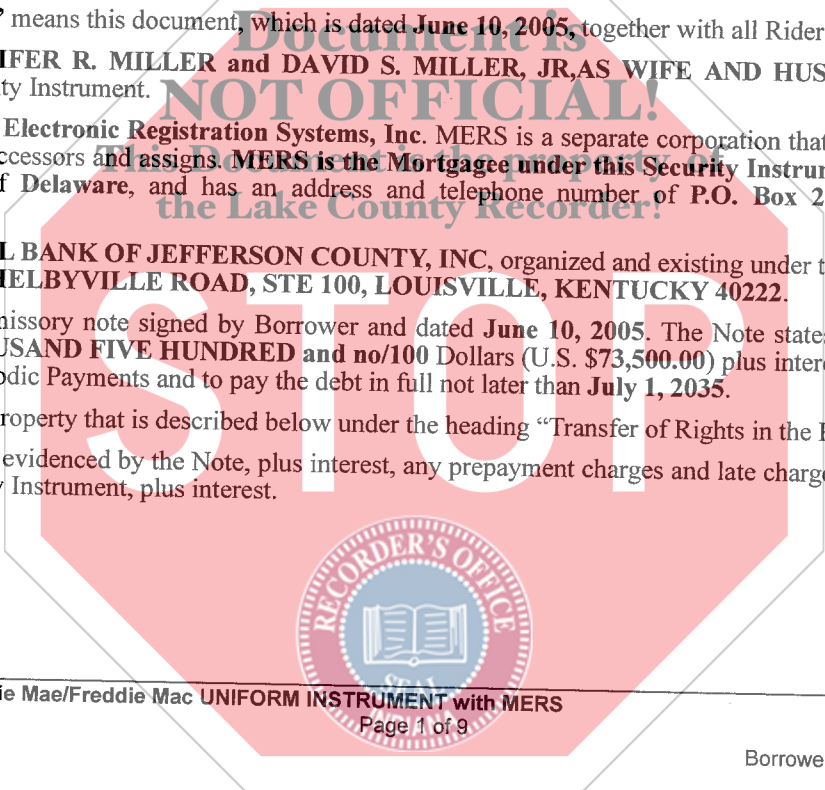 ” means this document, which is dated June 10, 2005, together with all Rider
Document is
IFER R. MILLER and DAVID S. MILLER, JR,AS WIFE AND HUS
ty Instrument.
NOT OFFICIAL!
Electronic Registration Systems, Inc. MERS is a separate corporation that
This Document is the property of
ccessors and assigns. MERS is the Mortgagee under this Security Instrum
f Delaware, and has an address and telephone number of P.O. Box 2
the Lake County Recorder!
L BANK OF JEFFERSON COUNTY, INC, organized and existing under t
HELBYVILLE ROAD, STE 100, LOUISVILLE, KENTUCKY 40222.
STOP
nissory note signed by Borrower and dated June 10, 2005. The Note state
USAND FIVE HUNDRED and no/100 Dollars (U.S. $73,500.00) plus inter
odic Payments and to pay the debt in full not later than July 1, 2035.
roperty that is described below under the heading “Transfer of Rights in the P
evidenced by the Note, plus interest, any prepayment charges and late charge
y Instrument, plus interest.
RECORDER'S OFFICE
SEAL
INDIANA
ie Mae/Freddie Mac UNIFORM INSTRUMENT with MERS
Page 1 of 9
Borrowe